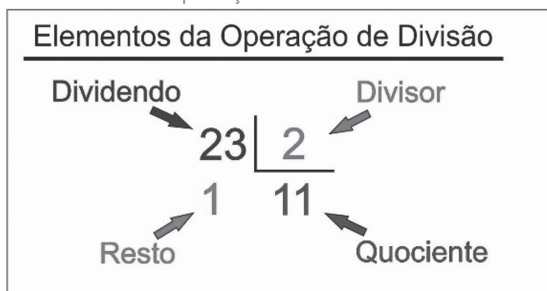 Elementos da Operação de Divisão
Dividendo Divisor
23 2
1 11
Resto Quociente